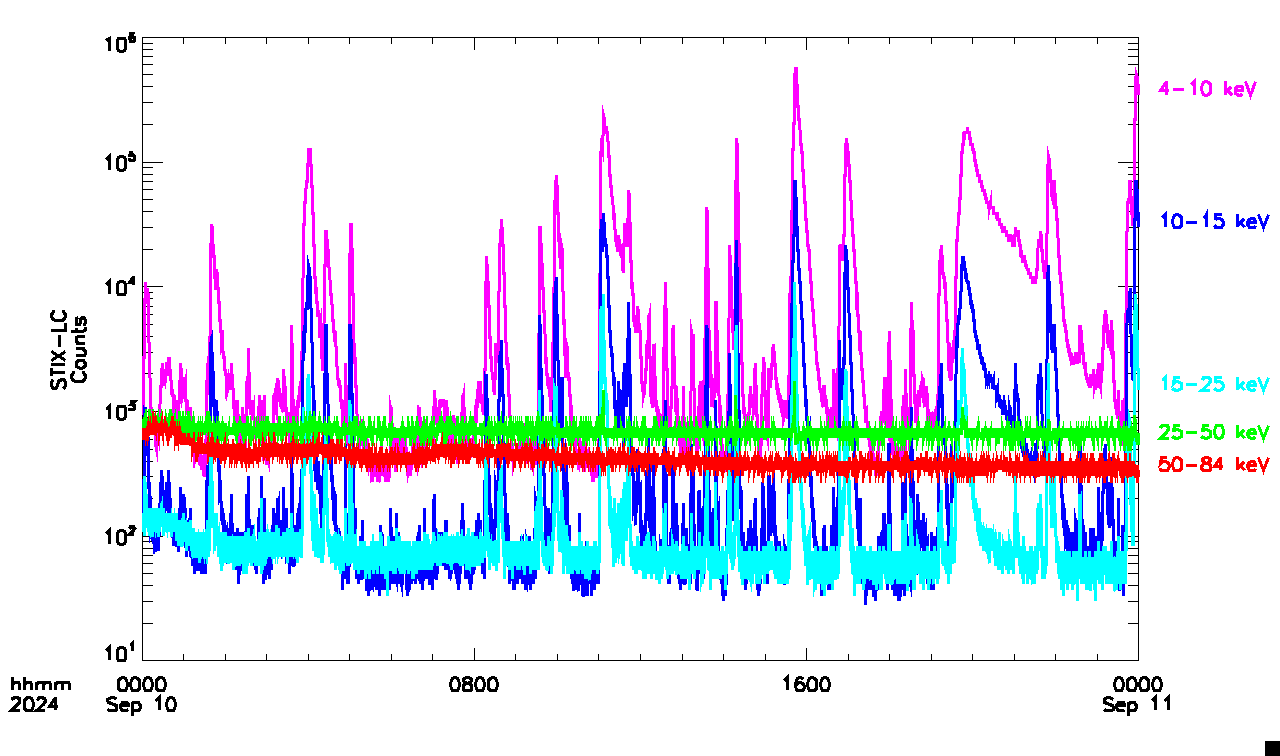 10⁶
10⁵
10⁴
10³
10²
10¹
STIX-LC
Counts
4-10 keV
10-15 keV
15-25 keV
25-50 keV
50-84 keV
hhmm 0000 0800 1600 0000
2024 Sep 10 Sep 11